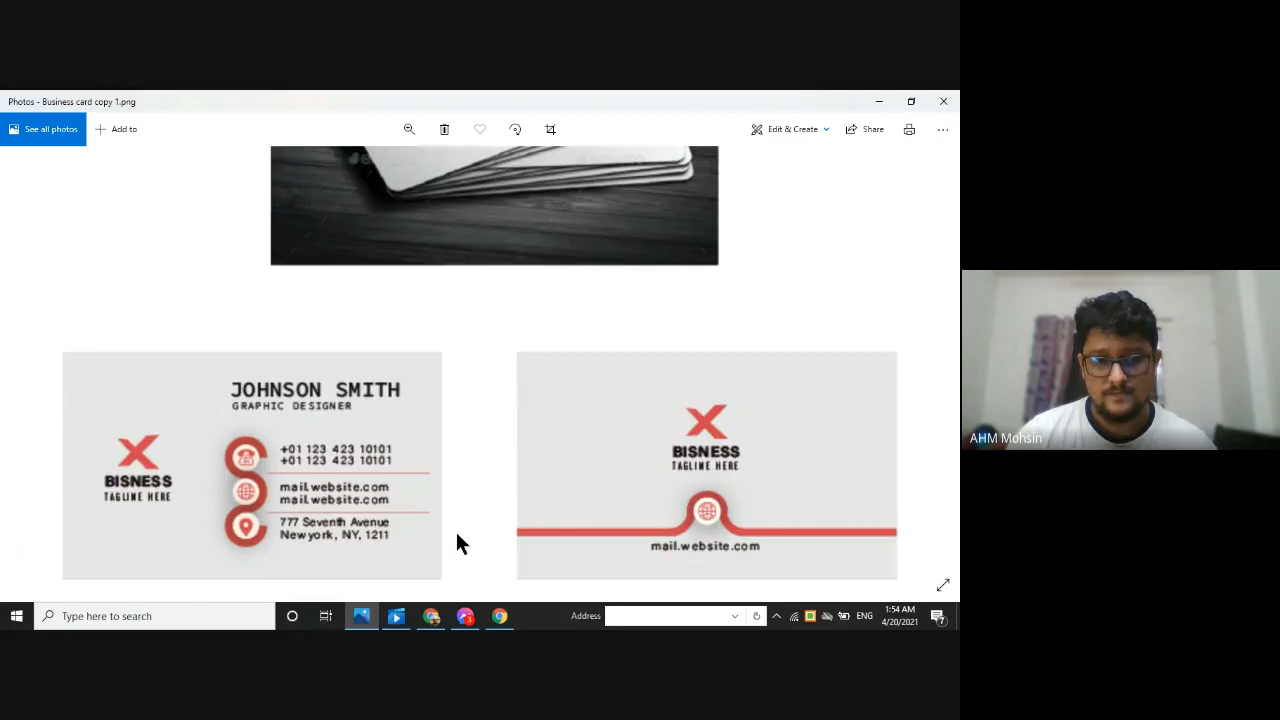 Photos - Business card copy 1.png
See all photos
Add to
Edit & Create
Share
JOHNSON SMITH
GRAPHIC DESIGNER
+01 123 423 10101
+01 123 423 10101
mail.website.com
mail.website.com
777 Seventh Avenue
Newyork, NY, 1211
BISNESS
TAGLINE HERE
BISNESS
TAGLINE HERE
mail.website.com
AHM Mohsin
Type here to search
3
Address
ENG
1:54 AM
4/20/2021
7